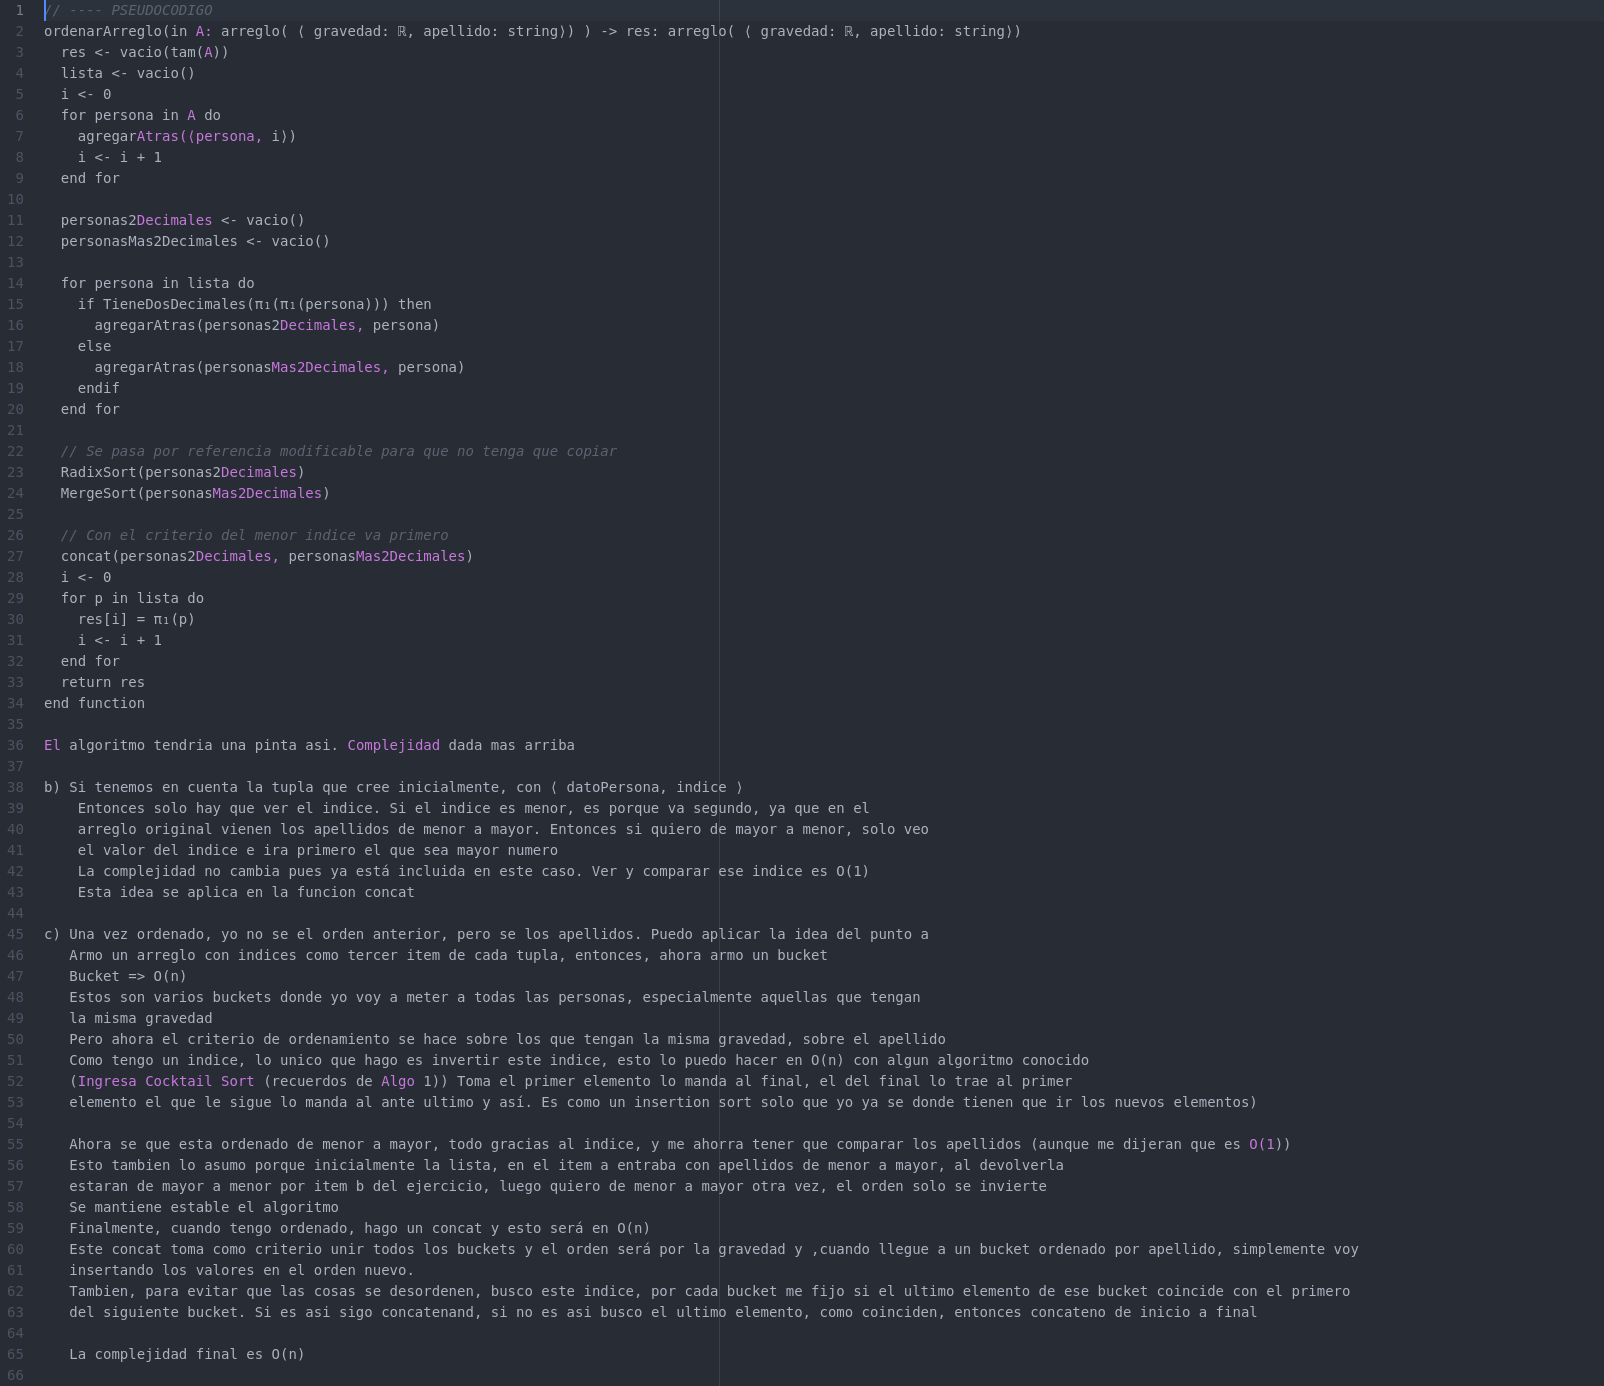 1 // ---- PSEUDOCODIGO
2 ordenarArreglo(in A: arreglo( ⟨ gravedad: ℝ, apellido: string⟩) ) -> res: arreglo( ⟨ gravedad: ℝ, apellido: string⟩)
3 res <- vacio(tam(A))
4 lista <- vacio()
5 i <- 0
6 for persona in A do
7 agregarAtras(⟨persona, i⟩)
8 i <- i + 1
9 end for
10
11 personas2Decimales <- vacio()
12 personasMas2Decimales <- vacio()
13
14 for persona in lista do
15 if TieneDosDecimales(π₁(π₁(persona))) then
16 agregarAtras(personas2Decimales, persona)
17 else
18 agregarAtras(personasMas2Decimales, persona)
19 endif
20 end for
21
22 // Se pasa por referencia modificable para que no tenga que copiar
23 RadixSort(personas2Decimales)
24 MergeSort(personasMas2Decimales)
25
26 // Con el criterio del menor indice va primero
27 concat(personas2Decimales, personasMas2Decimales)
28 i <- 0
29 for p in lista do
30 res[i] = π₁(p)
31 i <- i + 1
32 end for
33 return res
34 end function
35
36 El algoritmo tendria una pinta asi. Complejidad dada mas arriba
37
38 b) Si tenemos en cuenta la tupla que cree inicialmente, con ⟨ datoPersona, indice ⟩
39 Entonces solo hay que ver el indice. Si el indice es menor, es porque va segundo, ya que en el
40 arreglo original vienen los apellidos de menor a mayor. Entonces si quiero de mayor a menor, solo veo
41 el valor del indice e ira primero el que sea mayor numero
42 La complejidad no cambia pues ya está incluida en este caso. Ver y comparar ese indice es O(1)
43 Esta idea se aplica en la funcion concat
44
45 c) Una vez ordenado, yo no se el orden anterior, pero se los apellidos. Puedo aplicar la idea del punto a
46 Armo un arreglo con indices como tercer item de cada tupla, entonces, ahora armo un bucket
47 Bucket => O(n)
48 Estos son varios buckets donde yo voy a meter a todas las personas, especialmente aquellas que tengan
49 la misma gravedad
50 Pero ahora el criterio de ordenamiento se hace sobre los que tengan la misma gravedad, sobre el apellido
51 Como tengo un indice, lo unico que hago es invertir este indice, esto lo puedo hacer en O(n) con algun algoritmo conocido
52 (Ingresa Cocktail Sort (recuerdos de Algo 1)) Toma el primer elemento lo manda al final, el del final lo trae al primer
53 elemento el que le sigue lo manda al ante ultimo y así. Es como un insertion sort solo que yo ya se donde tienen que ir los nuevos elementos)
54
55 Ahora se que esta ordenado de menor a mayor, todo gracias al indice, y me ahorra tener que comparar los apellidos (aunque me dijeran que es O(1))
56 Esto tambien lo asumo porque inicialmente la lista, en el item a entraba con apellidos de menor a mayor, al devolverla
57 estaran de mayor a menor por item b del ejercicio, luego quiero de menor a mayor otra vez, el orden solo se invierte
58 Se mantiene estable el algoritmo
59 Finalmente, cuando tengo ordenado, hago un concat y esto será en O(n)
60 Este concat toma como criterio unir todos los buckets y el orden será por la gravedad y ,cuando llegue a un bucket ordenado por apellido, simplemente voy
61 insertando los valores en el orden nuevo.
62 Tambien, para evitar que las cosas se desordenen, busco este indice, por cada bucket me fijo si el ultimo elemento de ese bucket coincide con el primero
63 del siguiente bucket. Si es asi sigo concatenand, si no es asi busco el ultimo elemento, como coinciden, entonces concateno de inicio a final
64
65 La complejidad final es O(n)
66